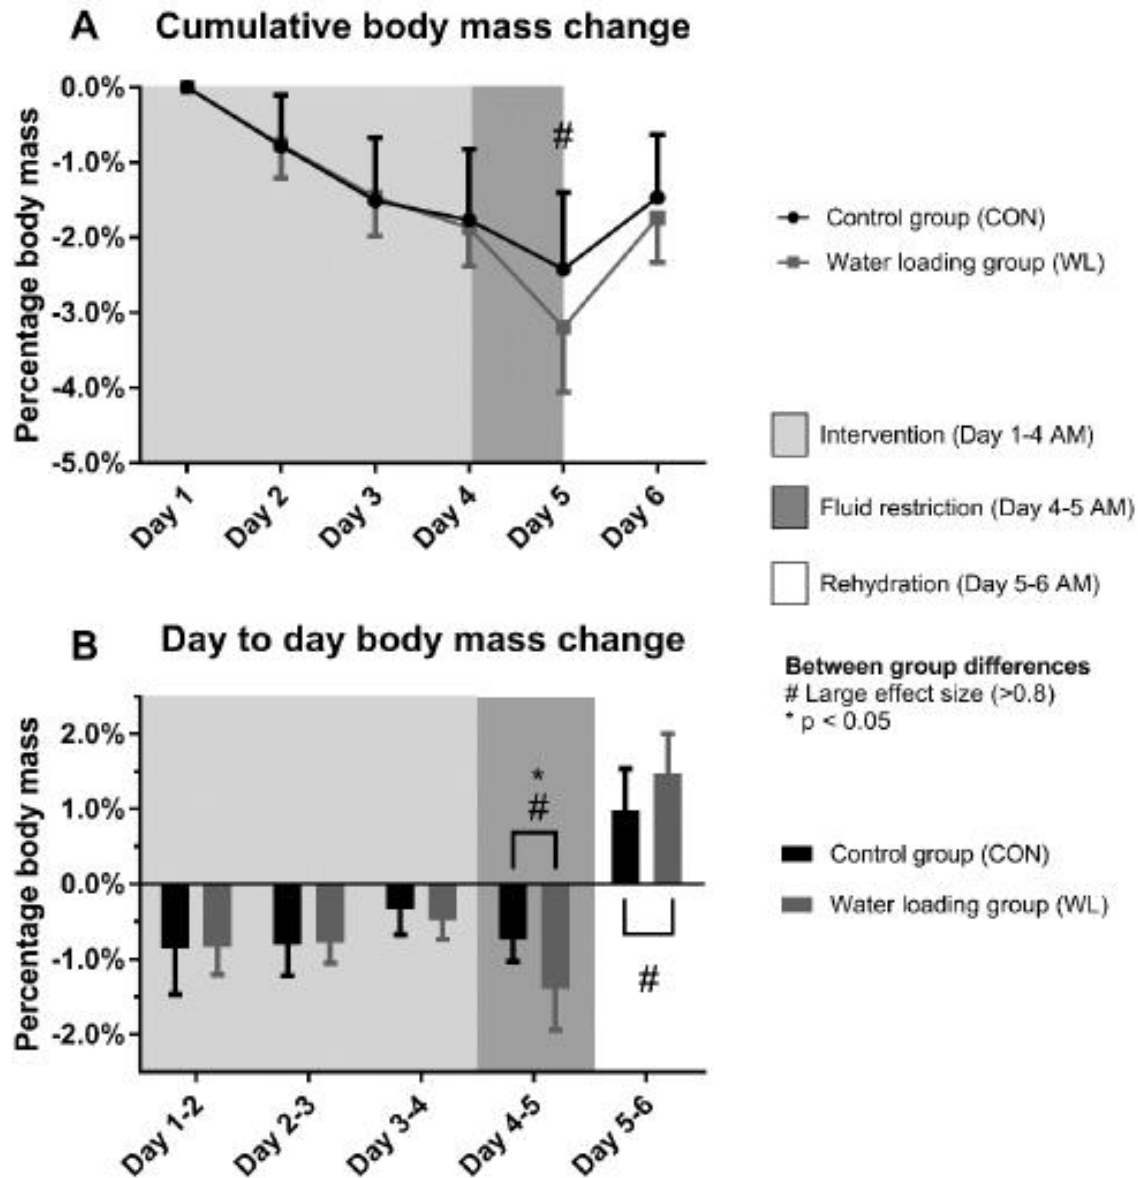 A Cumulative body mass change
Percentage body mass
0.0%
-1.0%
-2.0%
-3.0%
-4.0%
-5.0%
#
Day 1
Day 2
Day 3
Day 4
Day 5
Day 6
Control group (CON)
Water loading group (WL)
Intervention (Day 1-4 AM)
Fluid restriction (Day 4-5 AM)
Rehydration (Day 5-6 AM)
Between group differences
# Large effect size (>0.8)
* p < 0.05
B Day to day body mass change
Percentage body mass
2.0%
1.0%
0.0%
-1.0%
-2.0%
*
#
#
Day 1-2
Day 2-3
Day 3-4
Day 4-5
Day 5-6
Control group (CON)
Water loading group (WL)